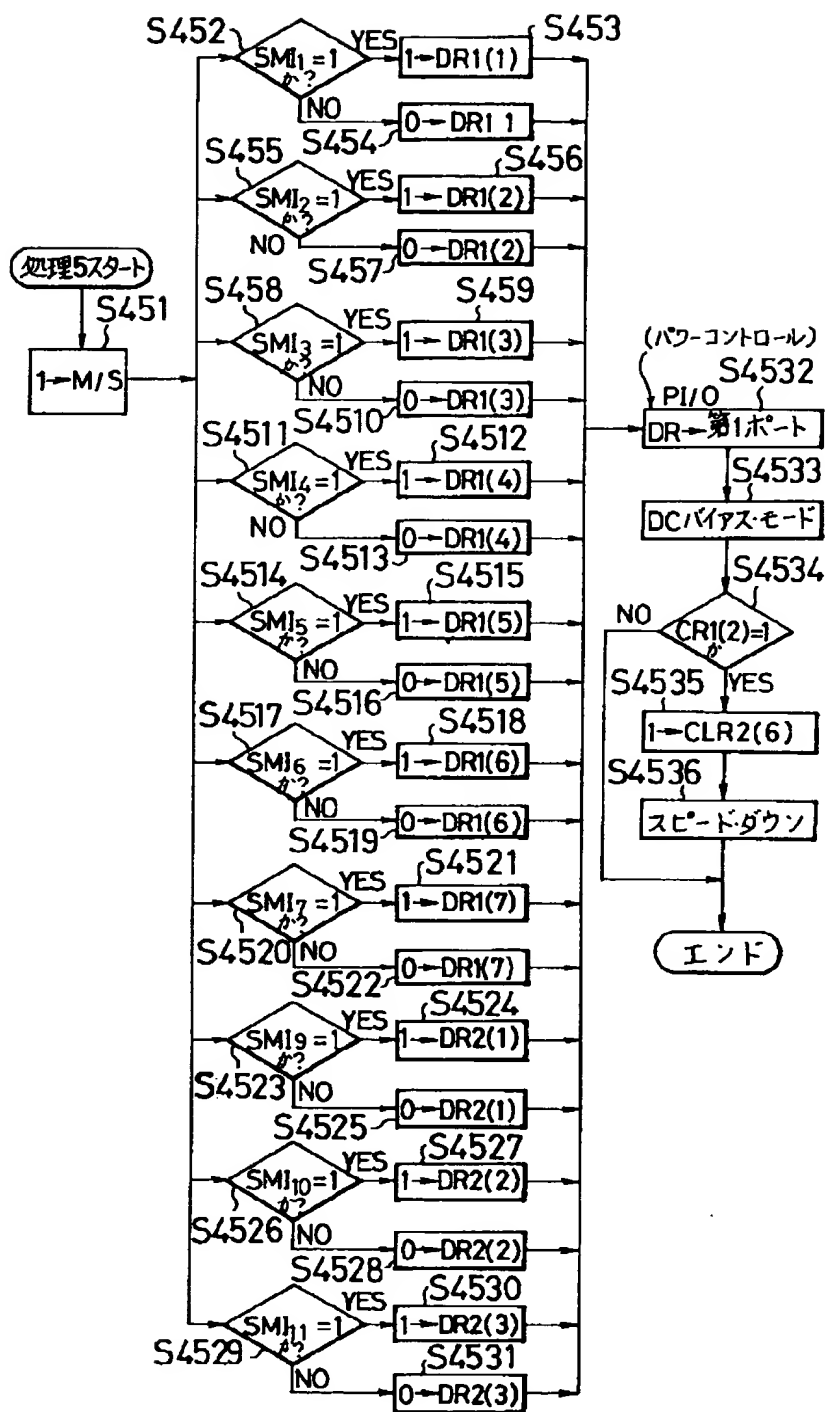 S452
SMI1=1
か?
YES
S453
1→DR1(1)
NO
S454
0→DR1 1
S455
SMI2=1
か?
YES
S456
1→DR1(2)
NO
S457
0→DR1(2)
処理5スタート
S451
1→M/S
S458
SMI3=1
か?
YES
S459
1→DR1(3)
NO
S4510
0→DR1(3)
S4511
SMI4=1
か?
YES
S4512
1→DR1(4)
NO
S4513
0→DR1(4)
S4514
SMI5=1
か?
YES
S4515
1→DR1(5)
NO
S4516
0→DR1(5)
S4517
SMI6=1
か?
YES
S4518
1→DR1(6)
NO
S4519
0→DR1(6)
SMI7=1
か?
S4520
YES
S4521
1→DR1(7)
NO
S4522
0→DR1(7)
SMI9=1
か?
S4523
YES
S4524
1→DR2(1)
NO
S4525
0→DR2(1)
SMI10=1
か?
S4526
YES
S4527
1→DR2(2)
NO
S4528
0→DR2(2)
SMI11=1
か?
S4529
YES
S4530
1→DR2(3)
NO
S4531
0→DR2(3)
(パワーコントロール)
PI/O
S4532
DR→第1ポート
S4533
DCバイアス・モード
S4534
CR1(2)=1
か
NO
YES
S4535
1→CLR2(6)
S4536
スピード・ダウン
エンド